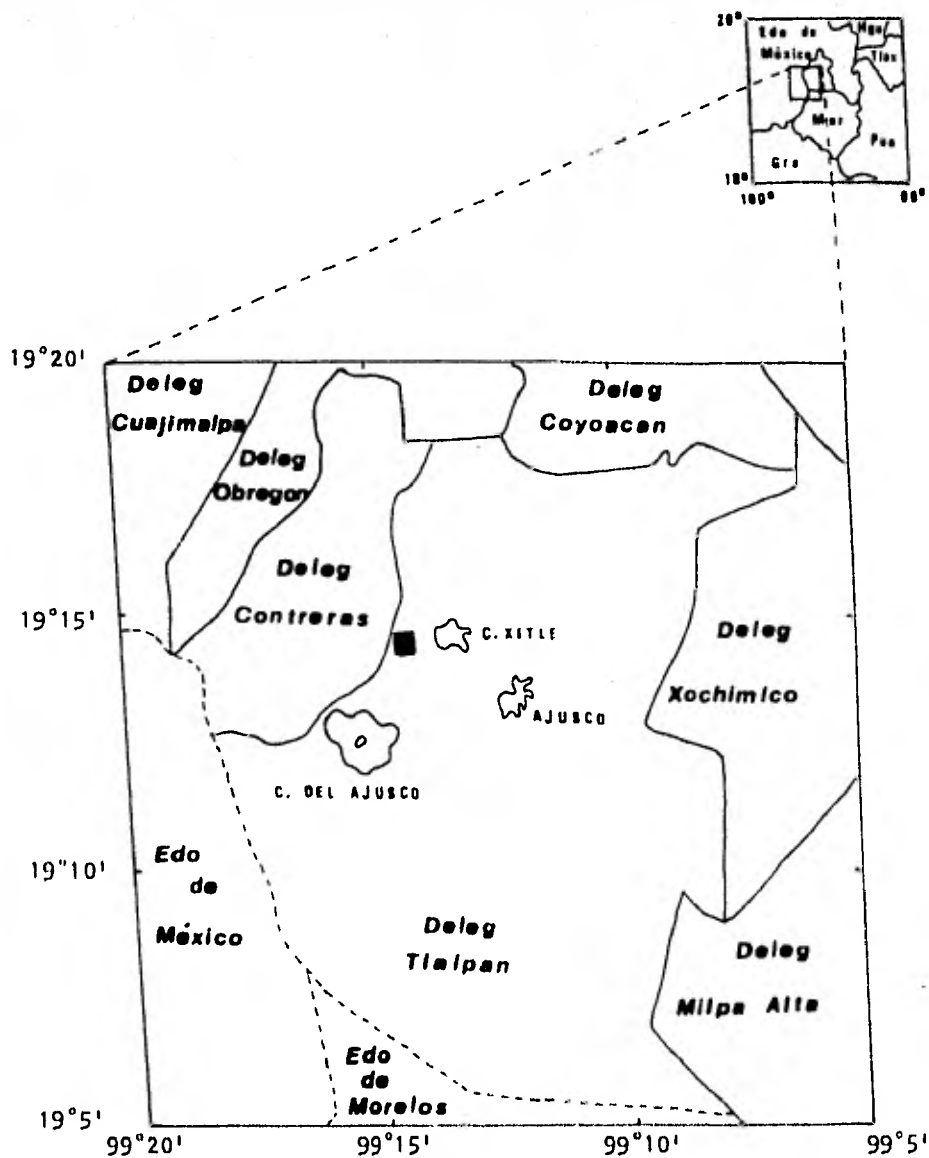 20°
Edo de
México
Hgo
Tlax
Mor
Pue
Gro
18°
100°
19°20'
Deleg
Cuajimalpa
Deleg
Obregon
Deleg
Coyoacan
Deleg
Contreras
19°15'
C. XITLE
Deleg
Xochimilco
AJUSCO
C. DEL AJUSCO
19°10'
Edo
de
México
Deleg
Tlalpan
Deleg
Milpa Alta
Edo
de
Morelos
19°5'
99°20'
99°15'
99°10'
99°5'